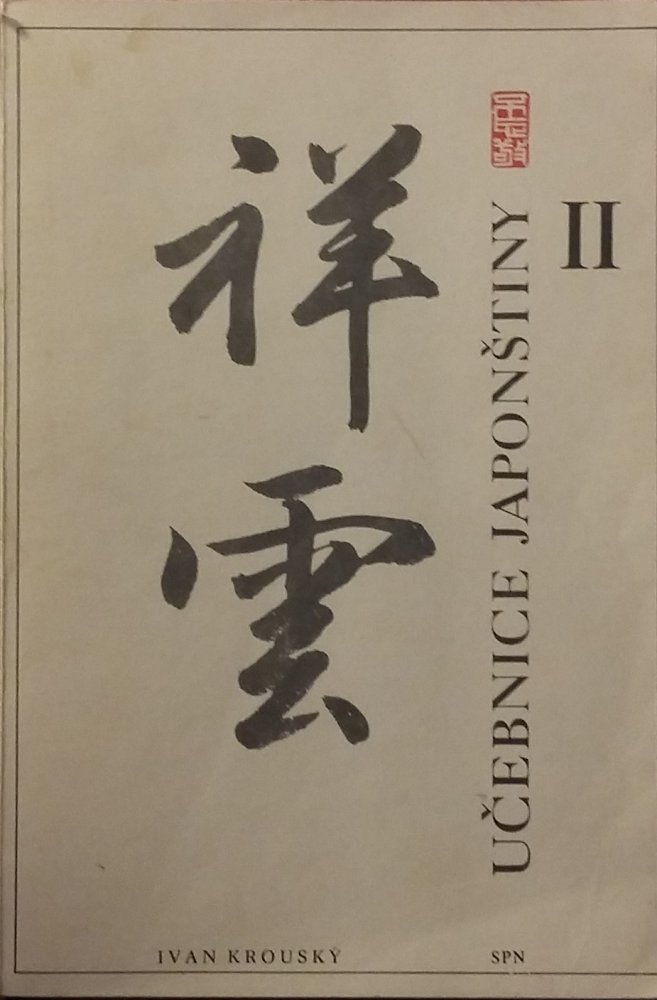 祥雲
UČEBNICE JAPONŠTINY
II
IVAN KROUSKÝ
SPN